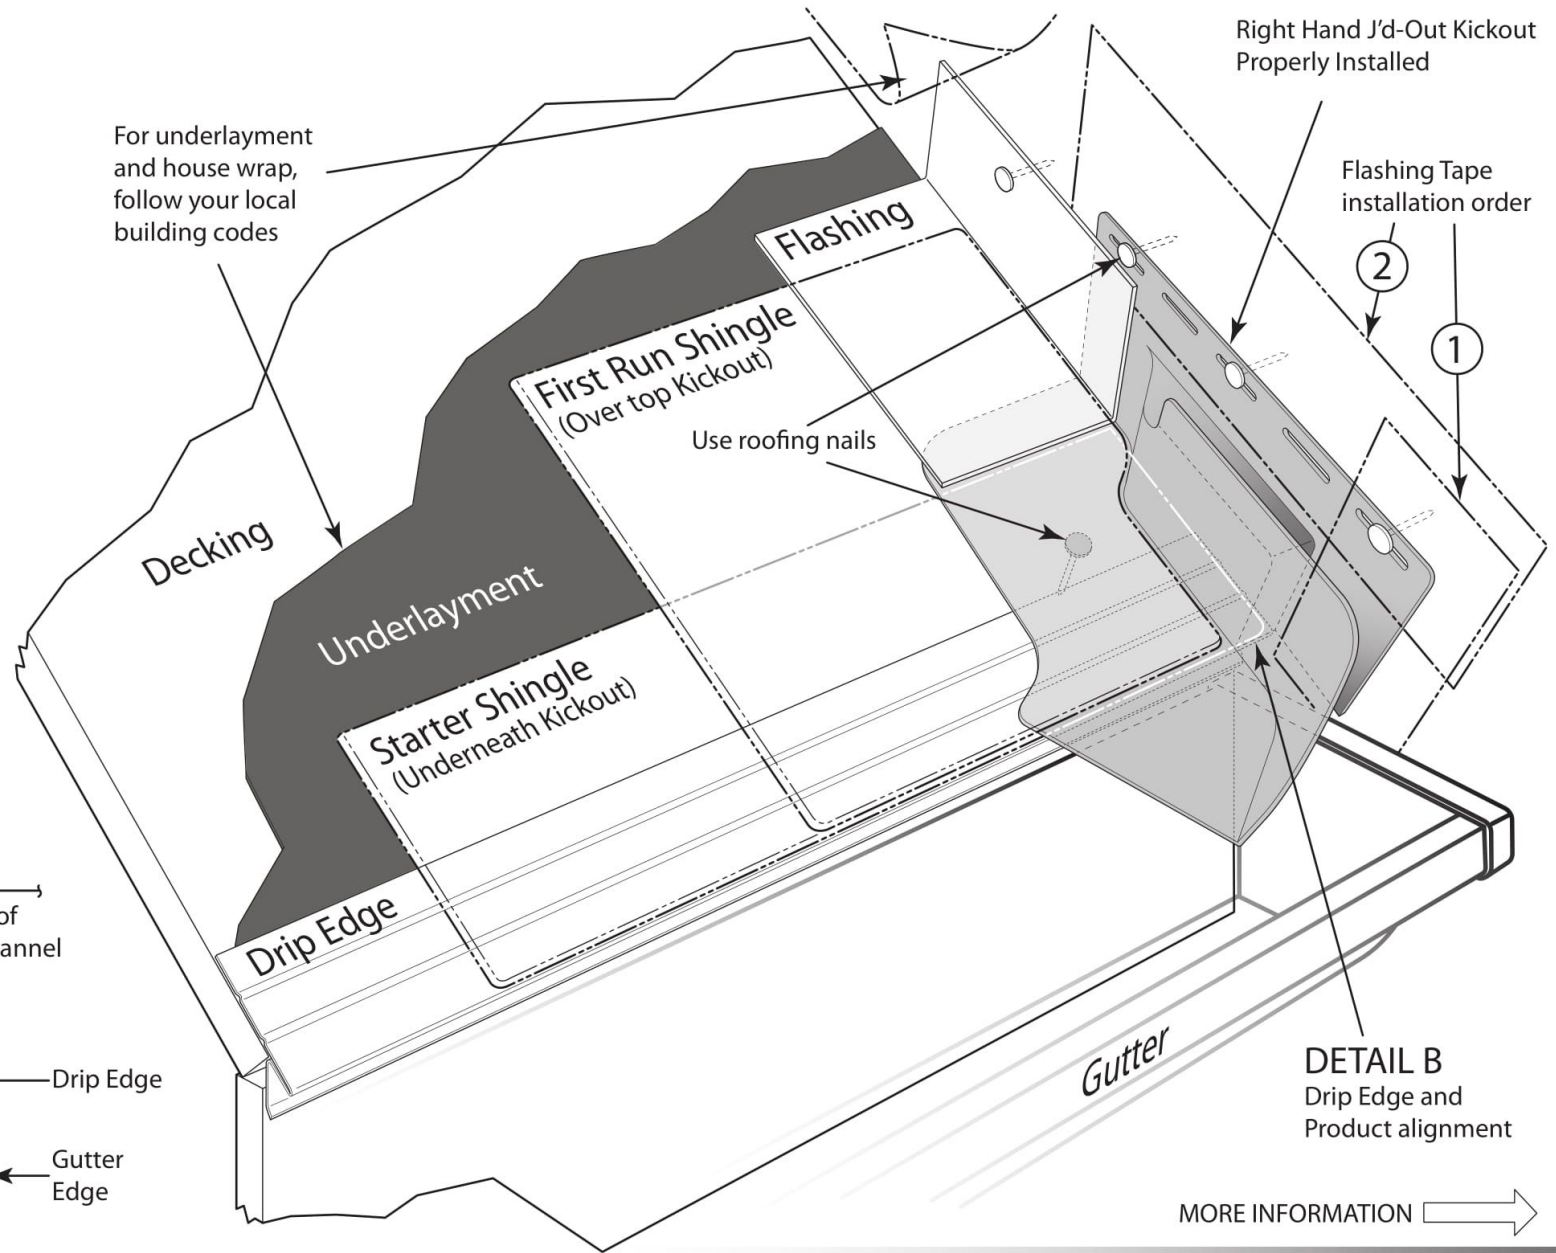 Right Hand J'd-Out Kickout
Properly Installed
For underlayment
and house wrap,
follow your local
building codes
Flashing Tape
installation order
2
1
Flashing
First Run Shingle
(Over top Kickout)
Use roofing nails
Decking
Underlayment
Starter Shingle
(Underneath Kickout)
Drip Edge
of
annel
Drip Edge
Gutter
Edge
Gutter
DETAIL B
Drip Edge and
Product alignment
MORE INFORMATION